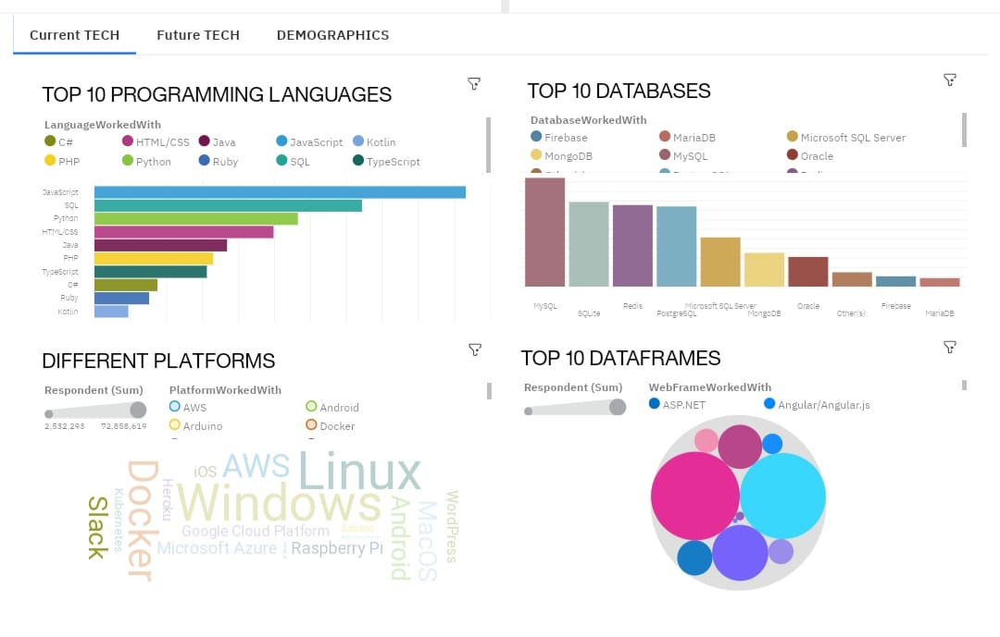 Current TECH Future TECH DEMOGRAPHICS
TOP 10 PROGRAMMING LANGUAGES
LanguageWorkedWith
C# HTML/CSS Java JavaScript Kotlin
PHP Python Ruby SQL TypeScript
JavaScript
SQL
Python
HTML/CSS
Java
PHP
TypeScript
C#
Ruby
Kotlin
TOP 10 DATABASES
DatabaseWorkedWith
Firebase MariaDB Microsoft SQL Server
MongoDB MySQL Oracle
MySQL
SQLite
Redis
PostgreSQL
Microsoft SQL Server
MongoDB
Oracle
Other(s):
Firebase
MariaDB
DIFFERENT PLATFORMS
Respondent (Sum)
2,532,293 72,858,619
PlatformWorkedWith
AWS Android
Arduino Docker
iOS
AWS
Linux
Docker
Heroku
Windows
Kubernetes
Slack
Google Cloud Platform
Arduino
Microsoft Azure
Raspberry Pi
Android
MacOS
WordPress
TOP 10 DATAFRAMES
Respondent (Sum)
WebFrameWorkedWith
ASP.NET Angular/Angular.js